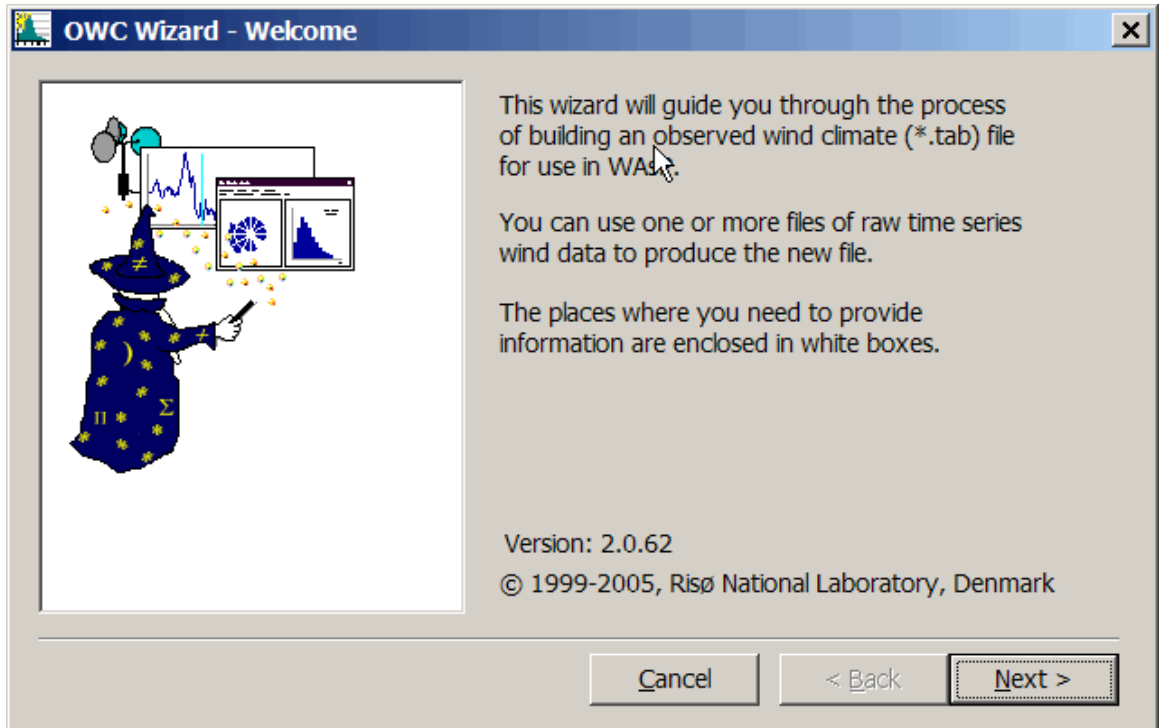 OWC Wizard - Welcome
This wizard will guide you through the process
of building an observed wind climate (*.tab) file
for use in
You can use one or more files of raw time series
wind data to produce the new file.
The places where you need to provide
information are enclosed in white boxes.
≠
+
Π
Σ
Version: 2.0.62
© 1999-2005, Risø National Laboratory, Denmark
Cancel
< Back
Next >